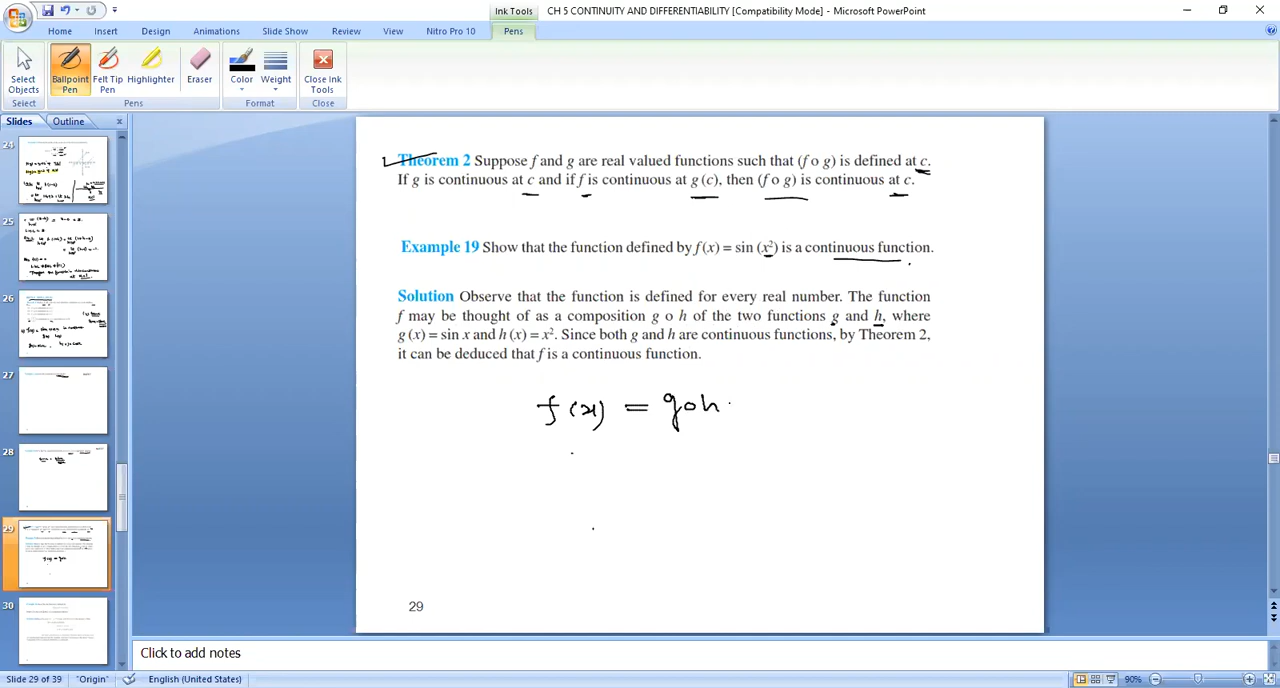 Ink Tools
CH 5 CONTINUITY AND DIFFERENTIABILITY [Compatibility Mode] - Microsoft PowerPoint
Home Insert Design Animations Slide Show Review View Nitro Pro 10 Pens
Select Objects
Ballpoint Pen
Felt Tip Pen
Highlighter
Eraser
Color
Weight
Close Ink Tools
Select Pens Format Close
Slides Outline
24
25
26
27
28
29
30
Theorem 2 Suppose f and g are real valued functions such that (f o g) is defined at c.
If g is continuous at c and if f is continuous at g (c), then (f o g) is continuous at c.
Example 19 Show that the function defined by f (x) = sin (x²) is a continuous function.
Solution Observe that the function is defined for every real number. The function
f may be thought of as a composition g o h of the two functions g and h, where
g (x) = sin x and h (x) = x². Since both g and h are continuous functions, by Theorem 2,
it can be deduced that f is a continuous function.
f(x) = goh
29
Click to add notes
Slide 29 of 39 "Origin" English (United States) 90%